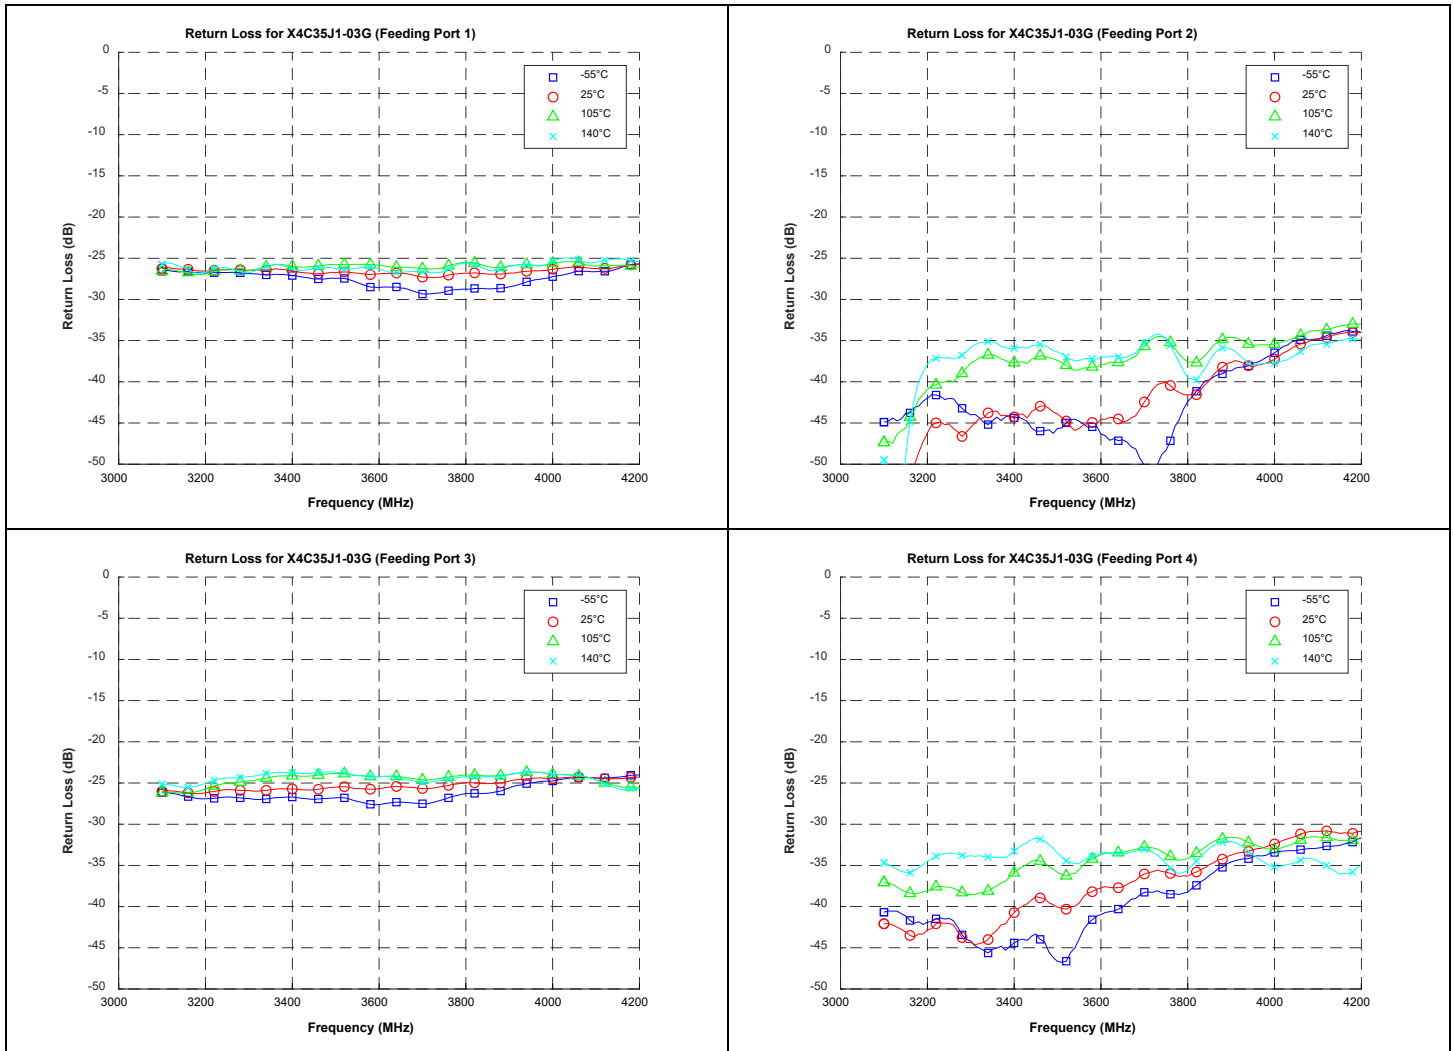 Return Loss for X4C35J1-03G (Feeding Port 1)
0
-5
-10
-15
-20
-25
-30
-35
-40
-45
-50
Return Loss (dB)
-55°C
25°C
105°C
140°C
3000 3200 3400 3600 3800 4000 4200
Frequency (MHz)
Return Loss for X4C35J1-03G (Feeding Port 2)
0
-5
-10
-15
-20
-25
-30
-35
-40
-45
-50
Return Loss (dB)
-55°C
25°C
105°C
140°C
3000 3200 3400 3600 3800 4000 4200
Frequency (MHz)
Return Loss for X4C35J1-03G (Feeding Port 3)
0
-5
-10
-15
-20
-25
-30
-35
-40
-45
-50
Return Loss (dB)
-55°C
25°C
105°C
140°C
3000 3200 3400 3600 3800 4000 4200
Frequency (MHz)
Return Loss for X4C35J1-03G (Feeding Port 4)
0
-5
-10
-15
-20
-25
-30
-35
-40
-45
-50
Return Loss (dB)
-55°C
25°C
105°C
140°C
3000 3200 3400 3600 3800 4000 4200
Frequency (MHz)